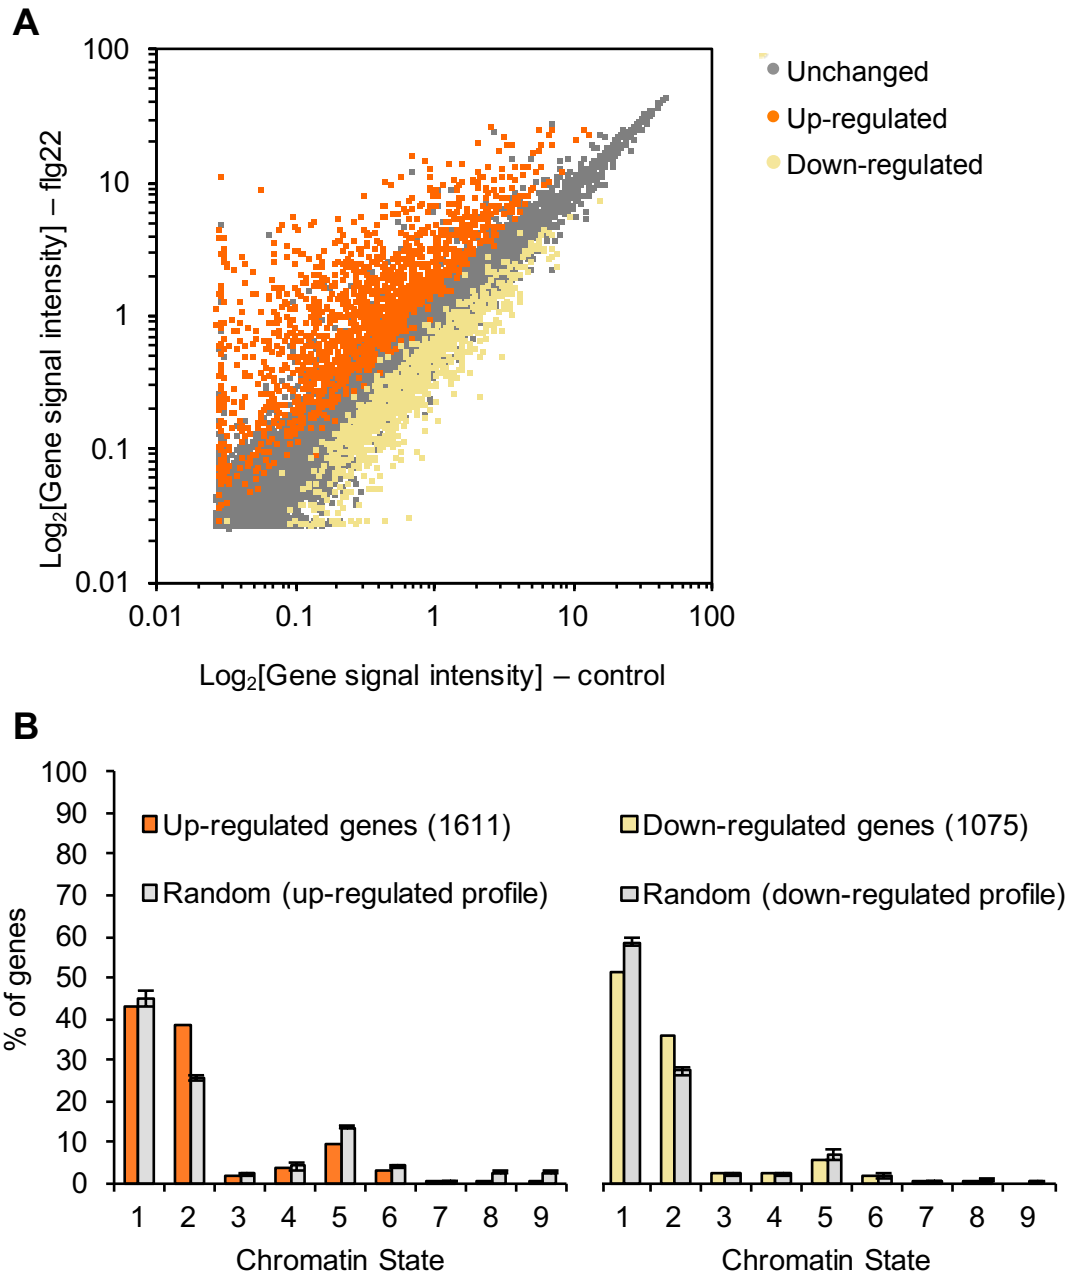 A
100
10
1
0.1
0.01
Log₂[Gene signal intensity] – flg22
0.01 0.1 1 10 100
Log₂[Gene signal intensity] – control
Unchanged
Up-regulated
Down-regulated
B
100
90
80
70
60
50
40
30
20
10
0
% of genes
Up-regulated genes (1611)
Random (up-regulated profile)
1 2 3 4 5 6 7 8 9
Chromatin State
Down-regulated genes (1075)
Random (down-regulated profile)
1 2 3 4 5 6 7 8 9
Chromatin State